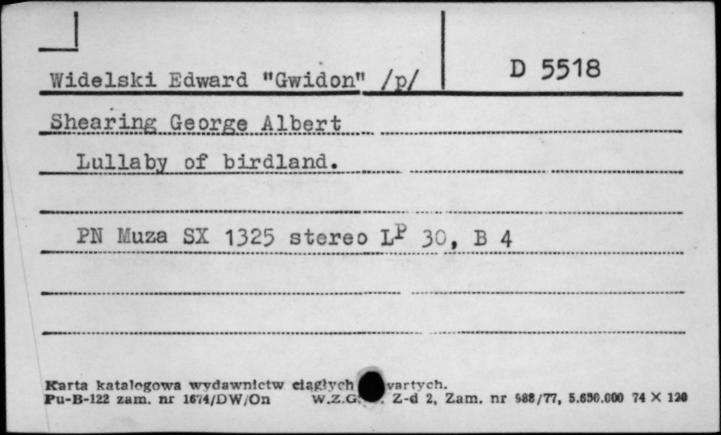 Widelski Edward "Gwidon" /p/
D 5518
Shearing George Albert
Lullaby of birdland.
PN Muza SX 1325 stereo LP 30, B 4
Karta katalogowa wydawnictw ciągłych wartych.
Pu-B-122 zam. nr 1674/DW/On W.Z.G. Z-d 2, Zam. nr 988/77, 5.650.000 74 X 120